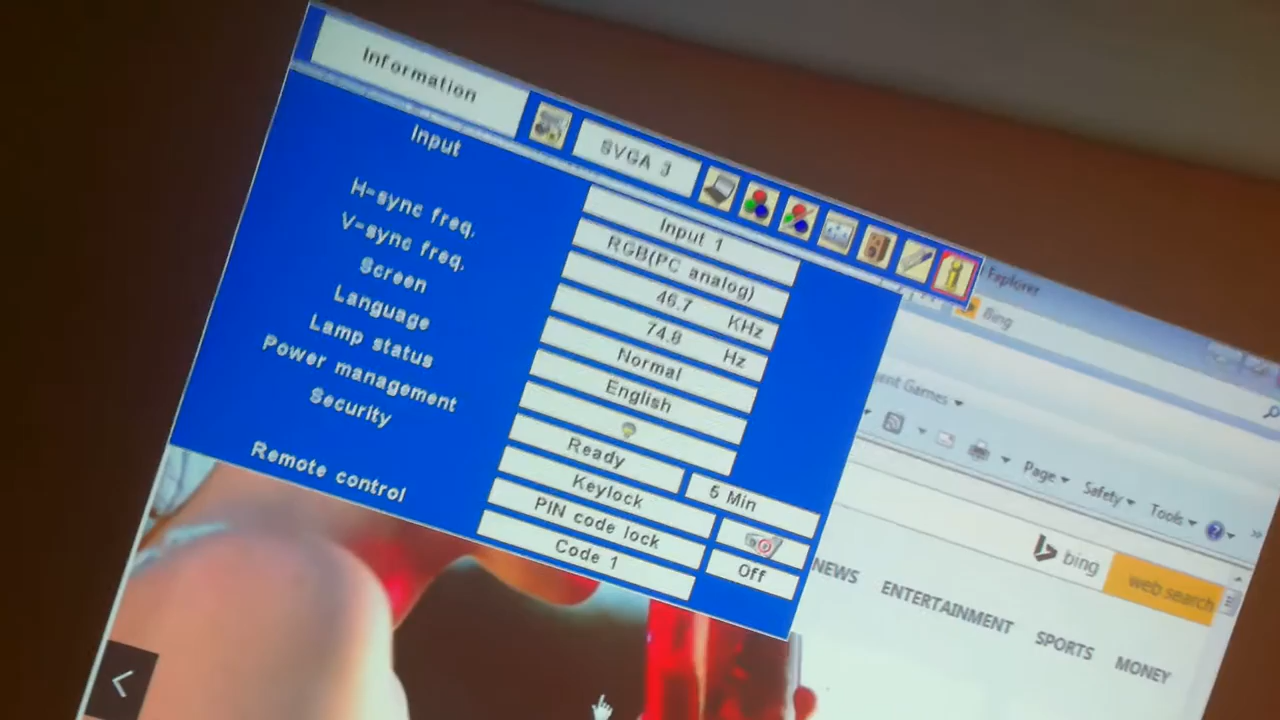 Information
SVGA 3
Input
Input 1
RGB(PC analog)
H-sync freq.
46.7 KHz
V-sync freq.
74.8 Hz
Screen
Normal
Language
English
Lamp status
Power management
Ready
5 Min
Security
Keylock
PIN code lock
Off
Remote control
Code 1
Explorer
Bing
Games
Page
Safety
Tools
bing
web search
NEWS
ENTERTAINMENT
SPORTS
MONEY